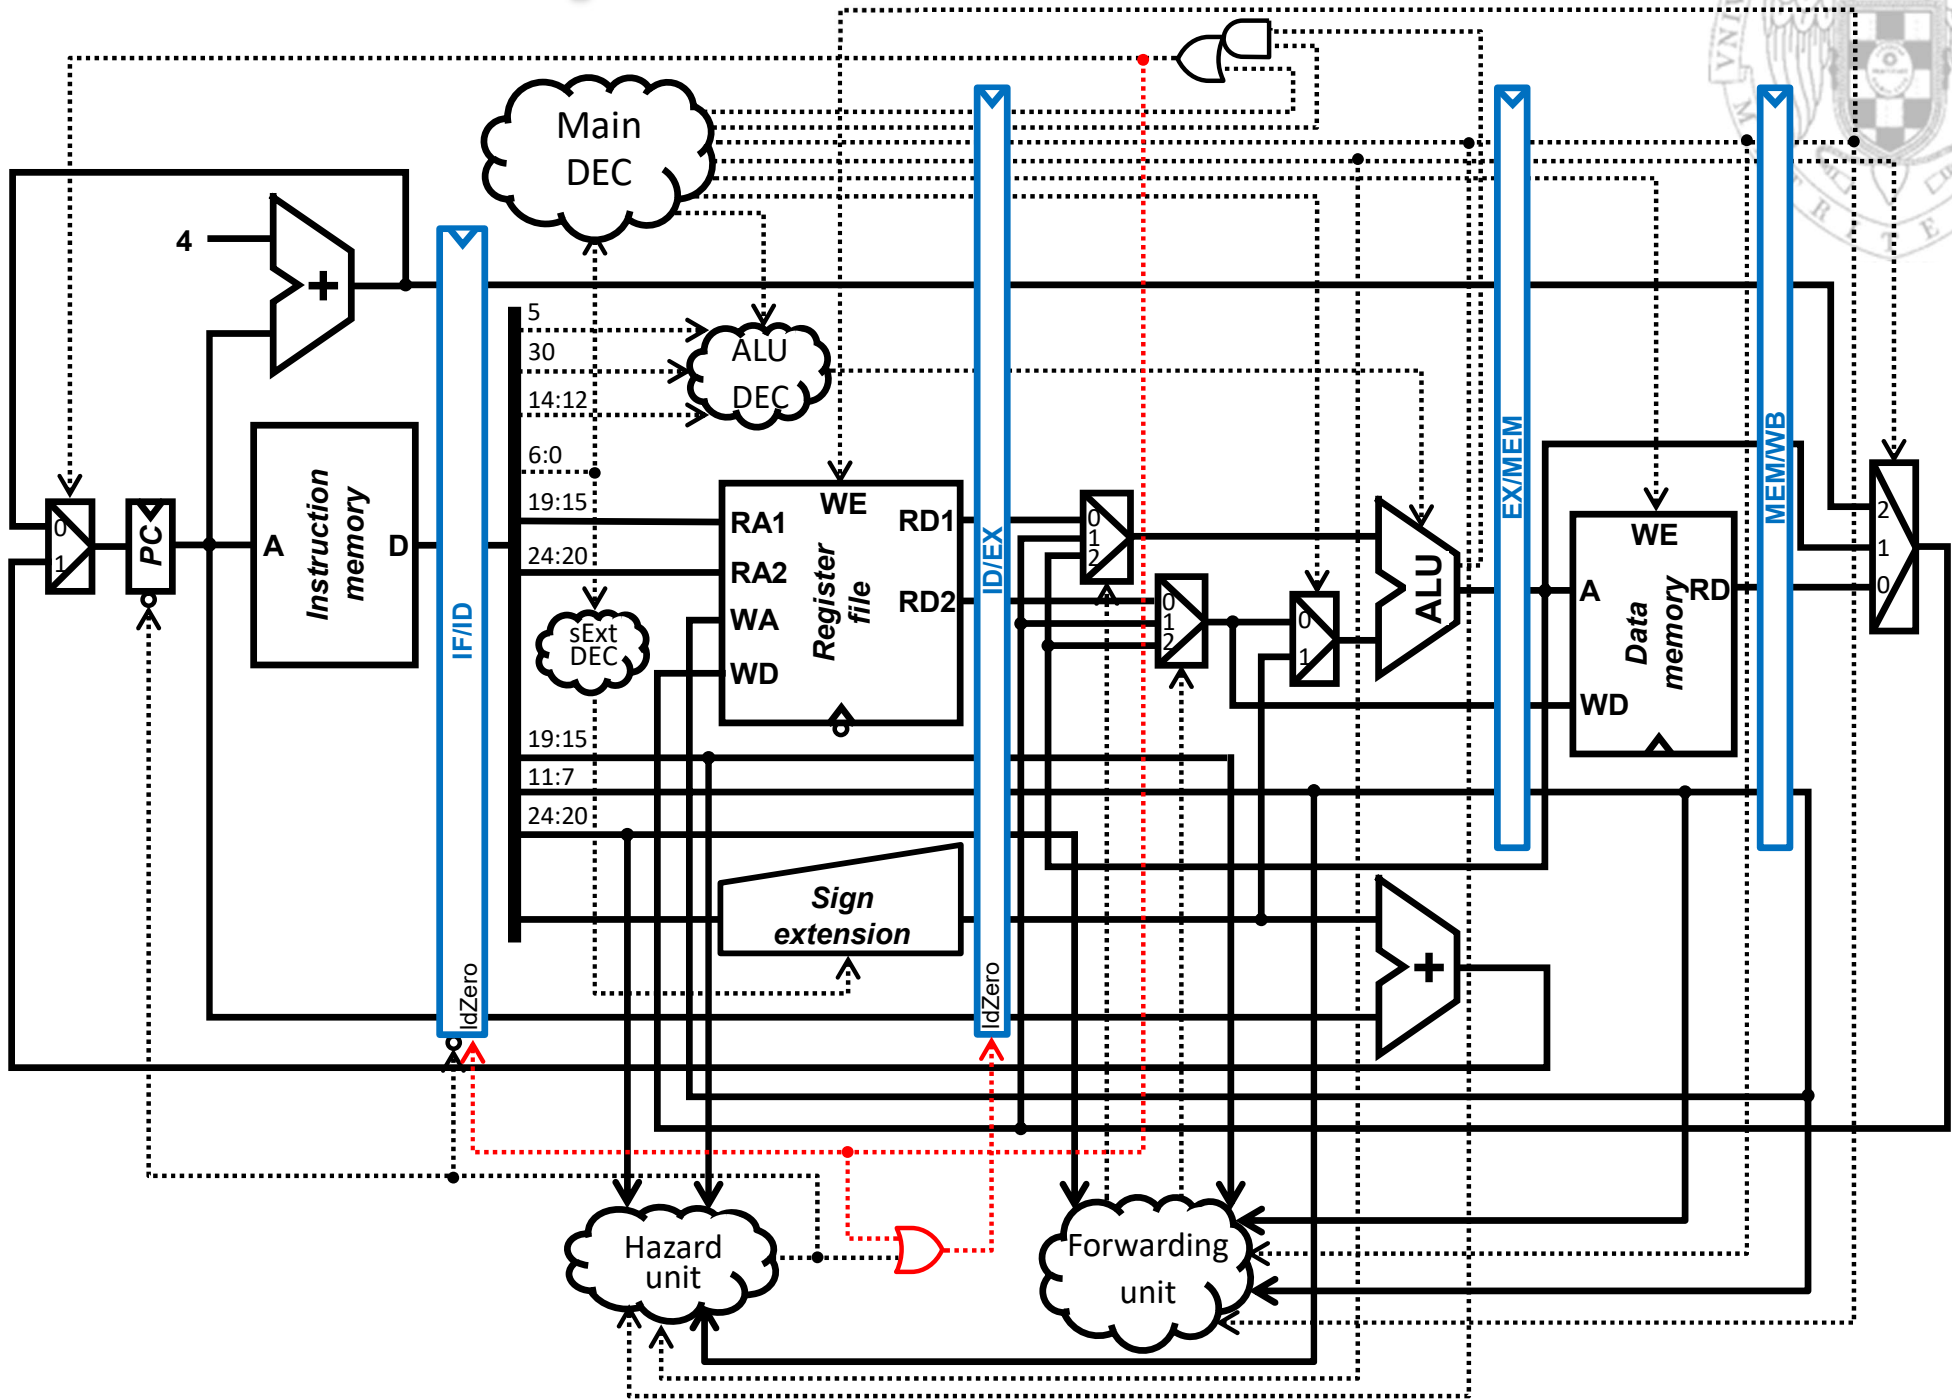 Main
DEC
4
+
5
30
14:12
6:0
19:15
24:20
ALU
DEC
Instruction
memory
A
D
PC
0
1
IF/ID
IdZero
sExt
DEC
WE
RA1
RA2
WA
WD
RD1
RD2
Register
file
19:15
11:7
24:20
Sign
extension
ID/EX
IdZero
0
1
2
0
1
2
0
1
ALU
+
EX/MEM
WE
A
RD
WD
Data
memory
MEM/WB
2
1
0
Hazard
unit
Forwarding
unit